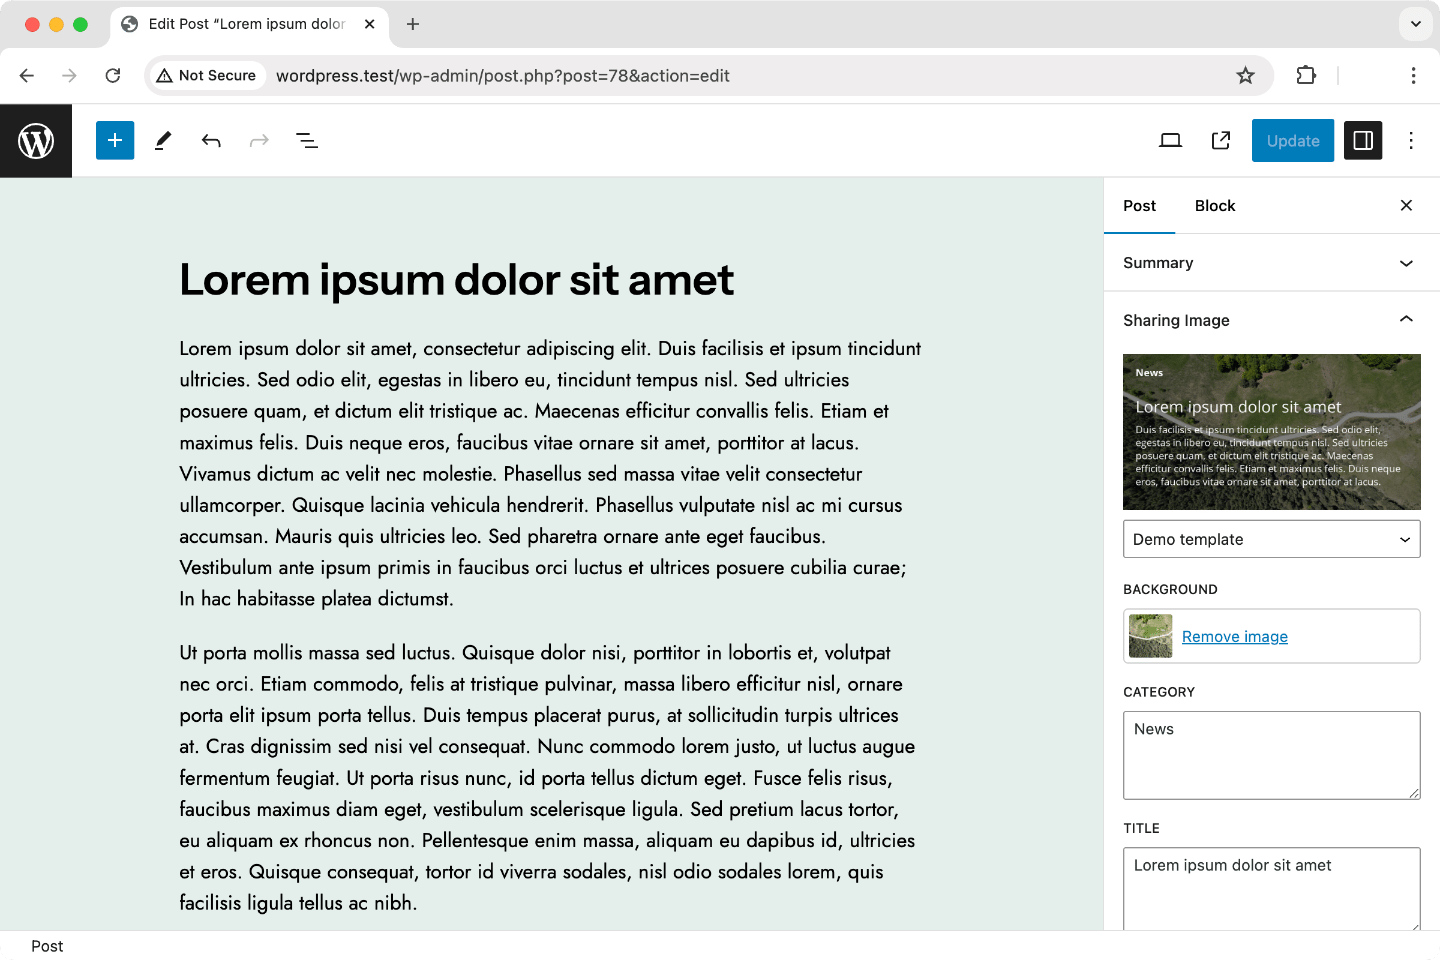 Edit Post “Lorem ipsum dolor
Not Secure
wordpress.test/wp-admin/post.php?post=78&action=edit
Update
Post
Block
Summary
Sharing Image
News
Lorem ipsum dolor sit amet
Duis facilisis et ipsum tincidunt ultricies. Sed odio elit,
egestas in libero eu, tincidunt tempus nisl. Sed ultricies
posuere quam, et dictum elit tristique ac. Maecenas
efficitur convallis felis. Etiam et maximus felis. Duis neque
eros, faucibus vitae ornare sit amet, porttitor at lacus.
Demo template
BACKGROUND
Remove image
CATEGORY
News
TITLE
Lorem ipsum dolor sit amet
Lorem ipsum dolor sit amet
Lorem ipsum dolor sit amet, consectetur adipiscing elit. Duis facilisis et ipsum tincidunt
ultricies. Sed odio elit, egestas in libero eu, tincidunt tempus nisl. Sed ultricies
posuere quam, et dictum elit tristique ac. Maecenas efficitur convallis felis. Etiam et
maximus felis. Duis neque eros, faucibus vitae ornare sit amet, porttitor at lacus.
Vivamus dictum ac velit nec molestie. Phasellus sed massa vitae velit consectetur
ullamcorper. Quisque lacinia vehicula hendrerit. Phasellus vulputate nisl ac mi cursus
accumsan. Mauris quis ultricies leo. Sed pharetra ornare ante eget faucibus.
Vestibulum ante ipsum primis in faucibus orci luctus et ultrices posuere cubilia curae;
In hac habitasse platea dictumst.
Ut porta mollis massa sed luctus. Quisque dolor nisi, porttitor in lobortis et, volutpat
nec orci. Etiam commodo, felis at tristique pulvinar, massa libero efficitur nisl, ornare
porta elit ipsum porta tellus. Duis tempus placerat purus, at sollicitudin turpis ultrices
at. Cras dignissim sed nisi vel consequat. Nunc commodo lorem justo, ut luctus augue
fermentum feugiat. Ut porta risus nunc, id porta tellus dictum eget. Fusce felis risus,
faucibus maximus diam eget, vestibulum scelerisque ligula. Sed pretium lacus tortor,
eu aliquam ex rhoncus non. Pellentesque enim massa, aliquam eu dapibus id, ultricies
et eros. Quisque consequat, tortor id viverra sodales, nisl odio sodales lorem, quis
facilisis ligula tellus ac nibh.
Post